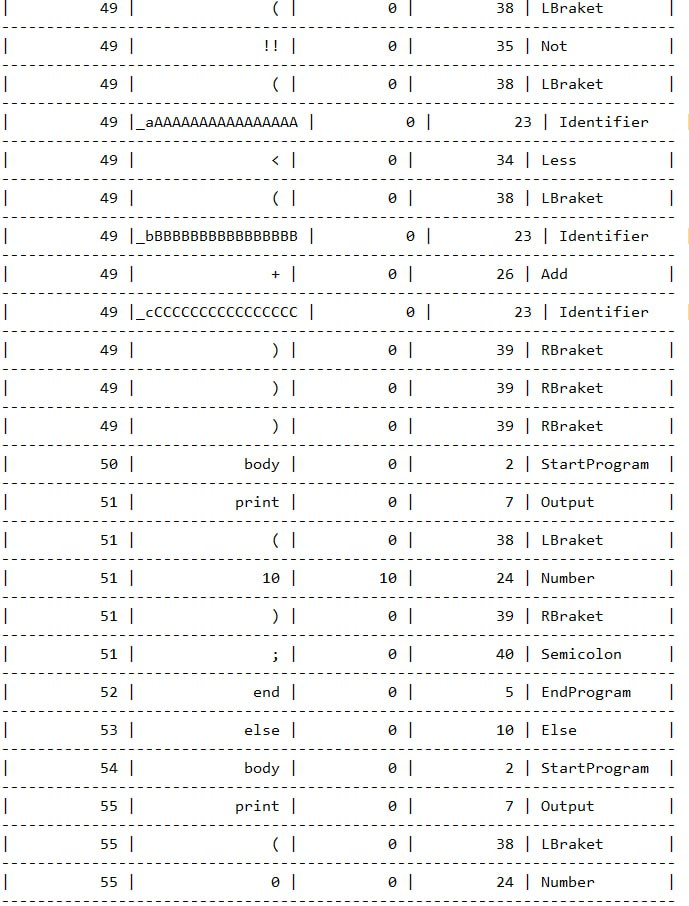 | 49 | ( | 0 | 38 | LBraket |
| 49 | !! | 0 | 35 | Not |
| 49 | ( | 0 | 38 | LBraket |
| 49 |_aAAAAAAAAAAAAAAAA | 0 | 23 | Identifier |
| 49 | < | 0 | 34 | Less |
| 49 | ( | 0 | 38 | LBraket |
| 49 |_bBBBBBBBBBBBBBBBB | 0 | 23 | Identifier |
| 49 | + | 0 | 26 | Add |
| 49 |_cCCCCCCCCCCCCCCCC | 0 | 23 | Identifier |
| 49 | ) | 0 | 39 | RBraket |
| 49 | ) | 0 | 39 | RBraket |
| 49 | ) | 0 | 39 | RBraket |
| 50 | body | 0 | 2 | StartProgram |
| 51 | print | 0 | 7 | Output |
| 51 | ( | 0 | 38 | LBraket |
| 51 | 10 | 10 | 24 | Number |
| 51 | ) | 0 | 39 | RBraket |
| 51 | ; | 0 | 40 | Semicolon |
| 52 | end | 0 | 5 | EndProgram |
| 53 | else | 0 | 10 | Else |
| 54 | body | 0 | 2 | StartProgram |
| 55 | print | 0 | 7 | Output |
| 55 | ( | 0 | 38 | LBraket |
| 55 | 0 | 0 | 24 | Number |